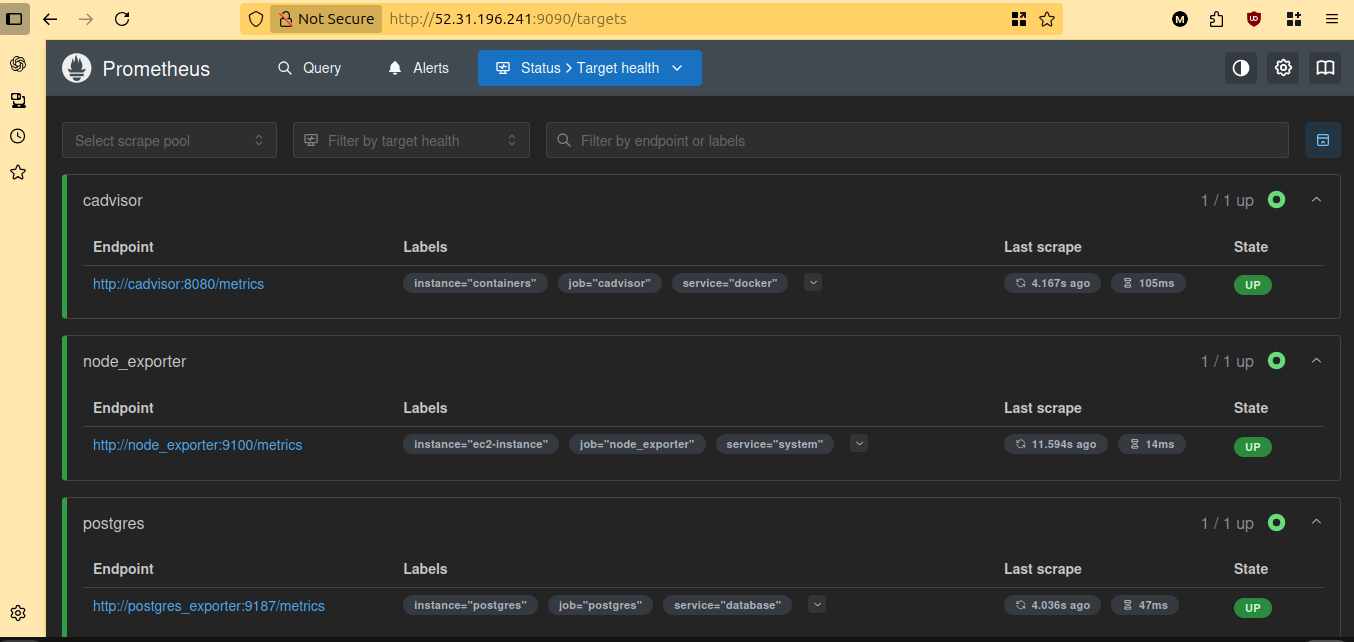 Not Secure http://52.31.196.241:9090/targets
Prometheus Query Alerts Status > Target health
Select scrape pool Filter by target health Filter by endpoint or labels
cadvisor 1 / 1 up
Endpoint Labels Last scrape State
http://cadvisor:8080/metrics instance="containers" job="cadvisor" service="docker" 4.167s ago 105ms UP
node_exporter 1 / 1 up
Endpoint Labels Last scrape State
http://node_exporter:9100/metrics instance="ec2-instance" job="node_exporter" service="system" 11.594s ago 14ms UP
postgres 1 / 1 up
Endpoint Labels Last scrape State
http://postgres_exporter:9187/metrics instance="postgres" job="postgres" service="database" 4.036s ago 47ms UP